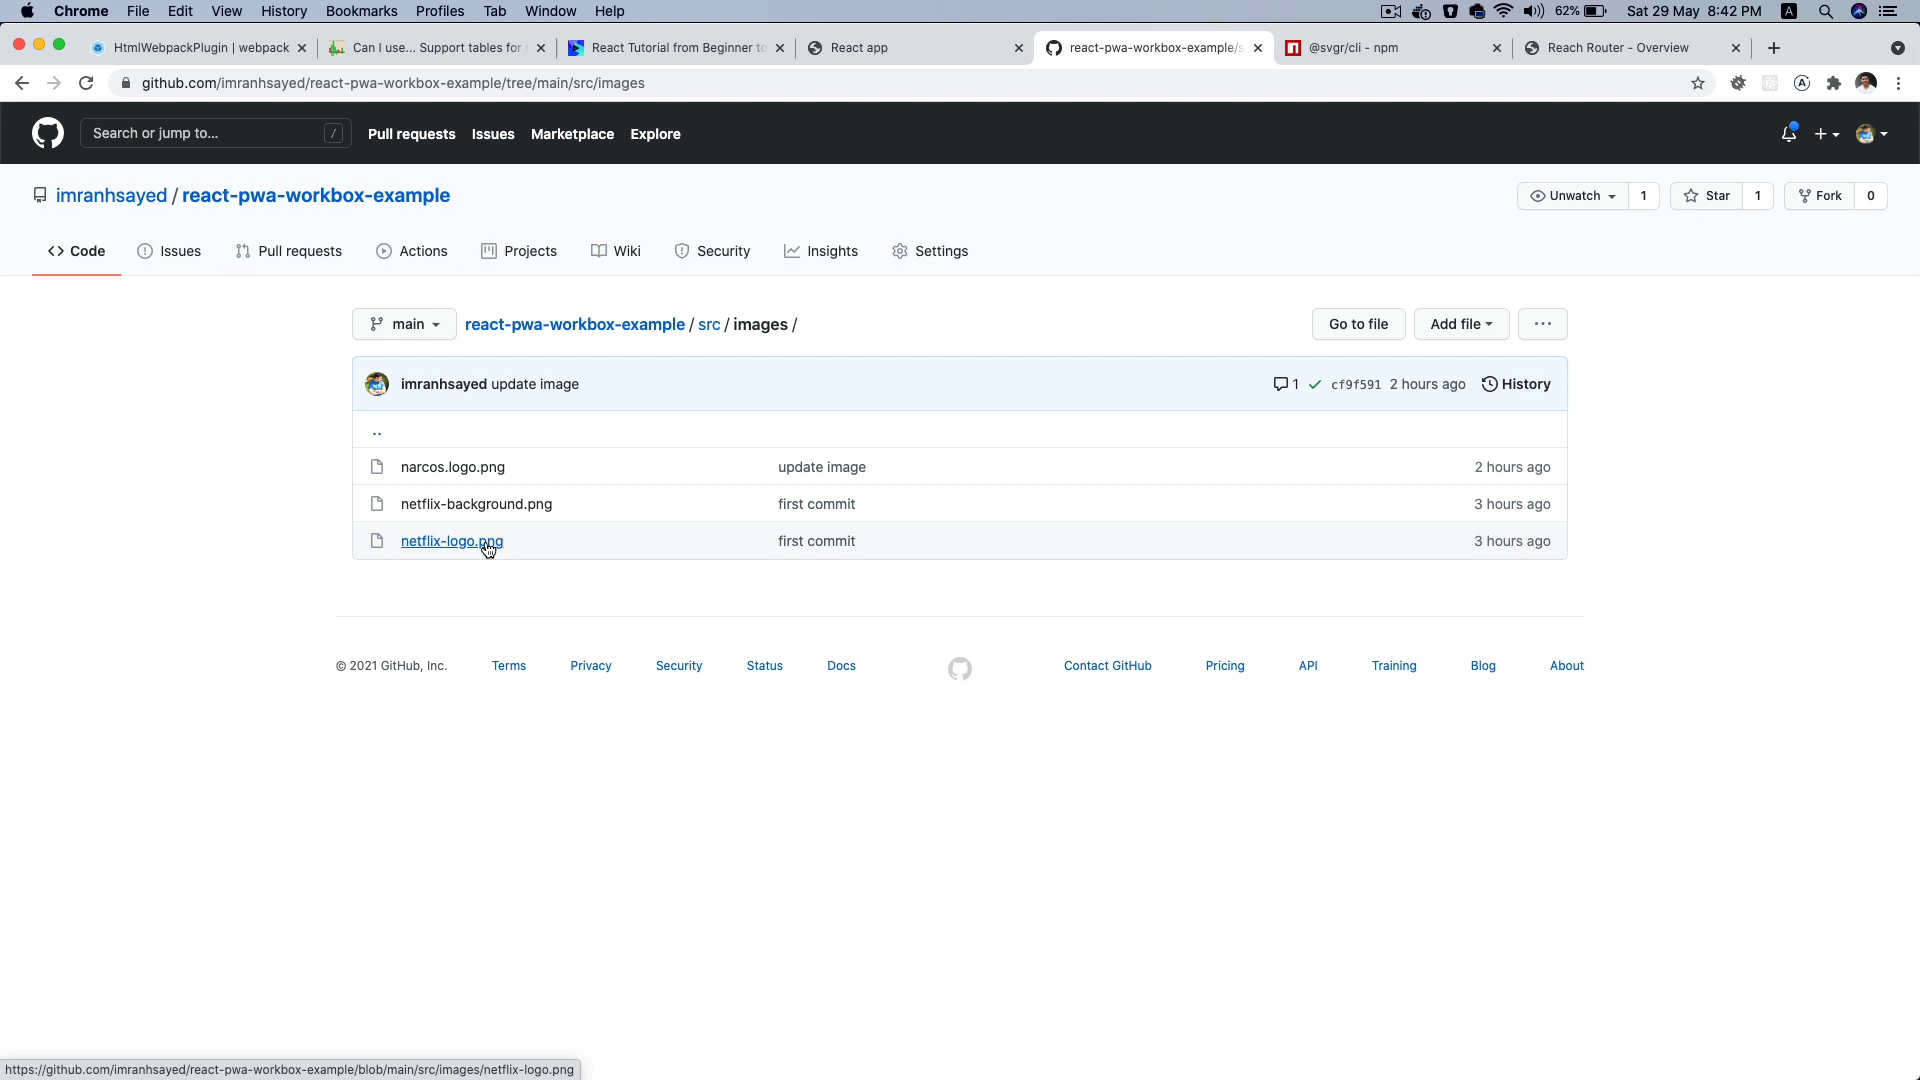 Chrome File Edit View History Bookmarks Profiles Tab Window Help 62% Sat 29 May 8:42 PM A
HtmlWebpackPlugin | webpack Can I use... Support tables for React Tutorial from Beginner to React app react-pwa-workbox-example/s @svgr/cli - npm Reach Router - Overview
github.com/imranhsayed/react-pwa-workbox-example/tree/main/src/images
Search or jump to... / Pull requests Issues Marketplace Explore
imranhsayed / react-pwa-workbox-example Unwatch 1 Star 1 Fork 0
Code Issues Pull requests Actions Projects Wiki Security Insights Settings
main react-pwa-workbox-example / src / images / Go to file Add file ...
imranhsayed update image 1 cf9f591 2 hours ago History
..
narcos.logo.png update image 2 hours ago
netflix-background.png first commit 3 hours ago
netflix-logo.png first commit 3 hours ago
© 2021 GitHub, Inc. Terms Privacy Security Status Docs Contact GitHub Pricing API Training Blog About
https://github.com/imranhsayed/react-pwa-workbox-example/blob/main/src/images/netflix-logo.png